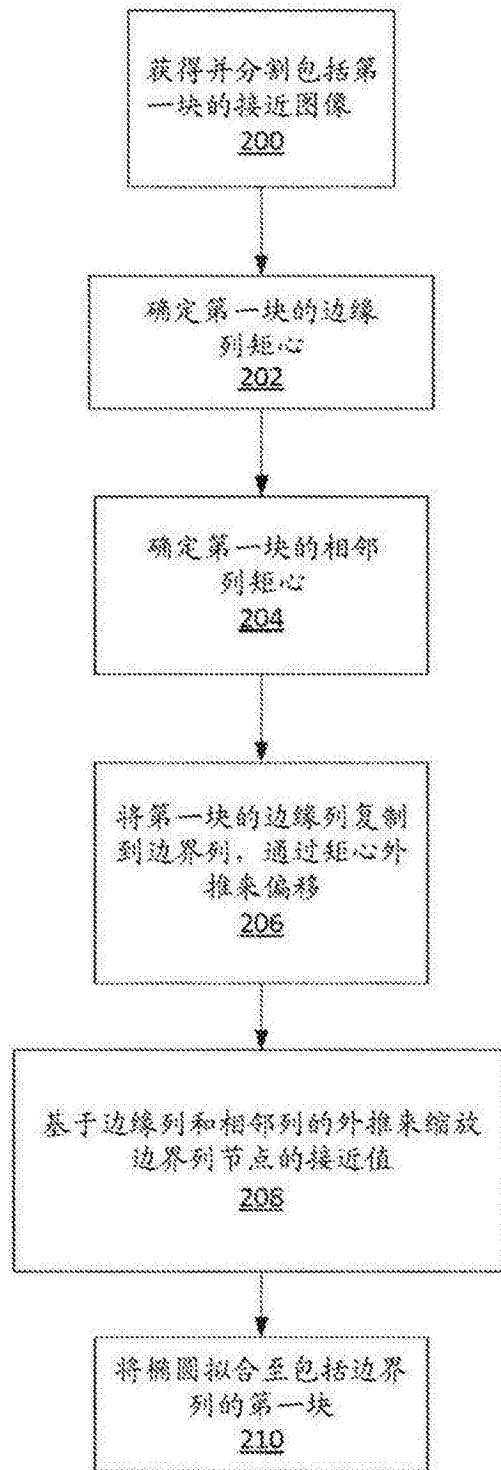 获得并分割包括第
一块的接近图像
200
确定第一块的边缘
列矩心
202
确定第一块的相邻
列矩心
204
将第一块的边缘列复制
到边界列，通过矩心外
推来偏移
206
基于边缘列和相邻列的外推来缩放
边界列节点的接近值
208
将椭圆拟合至包括边界
列的第一块
210